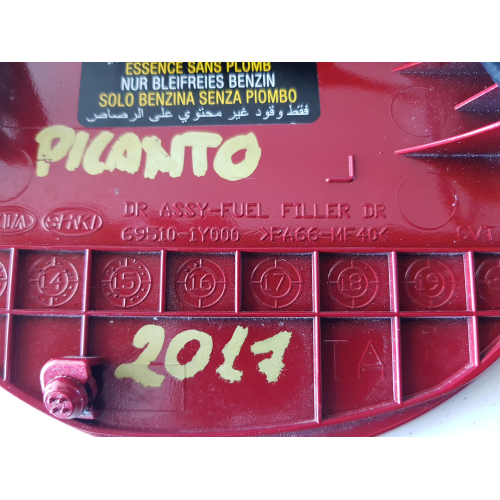 ESSENCE SANS PLOMB
NUR BLEIFREIES BENZIN
SOLO BENZINA SENZA PIOMBO
فقط وقود غير محتوي على الرصاص
PICANTO
DR ASSY-FUEL FILLER DR
69510-1Y000 >PA66-MF40<
14 15 16 17 18 19
2017
TA